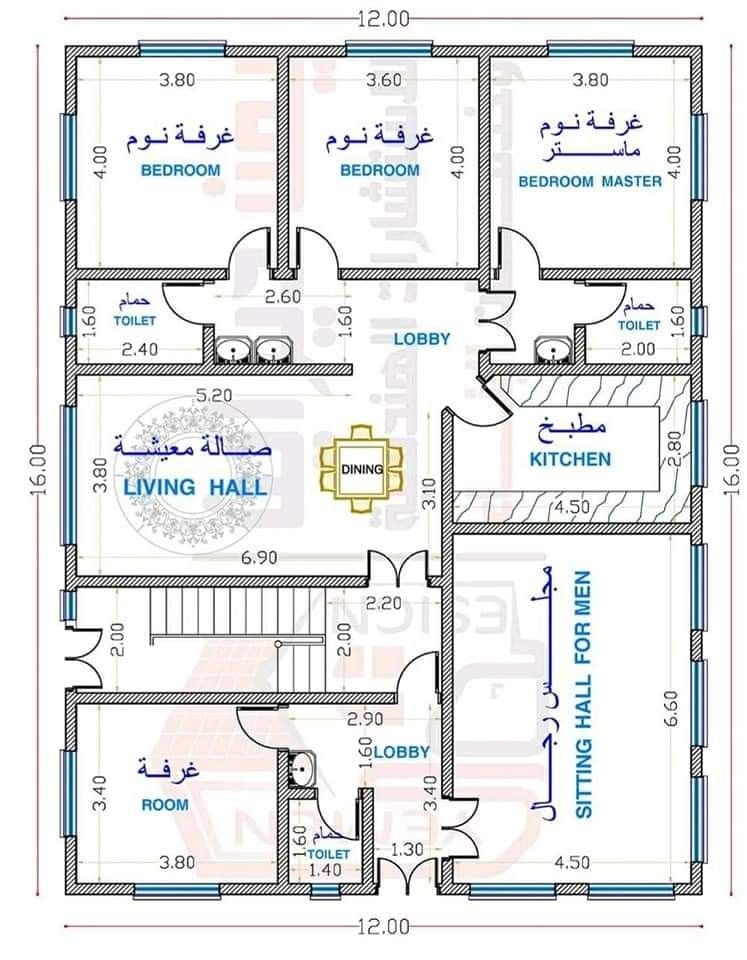 12.00
3.80
3.60
3.80
غرفة نوم
BEDROOM
4.00
غرفة نوم
BEDROOM
4.00
غرفة نوم
ماستر
BEDROOM MASTER
4.00
حمام
TOILET
1.60
2.40
2.60
1.60
LOBBY
حمام
TOILET
1.60
2.00
5.20
صالة معيشة
LIVING HALL
3.80
6.90
DINING
3.10
مطبخ
KITCHEN
2.80
4.50
16.00
16.00
2.00
2.00
2.20
مجلس رجال
SITTING HALL FOR MEN
6.60
4.50
غرفة
ROOM
3.40
3.80
2.90
1.60
LOBBY
3.40
حمام
TOILET
1.60
1.40
1.30
12.00